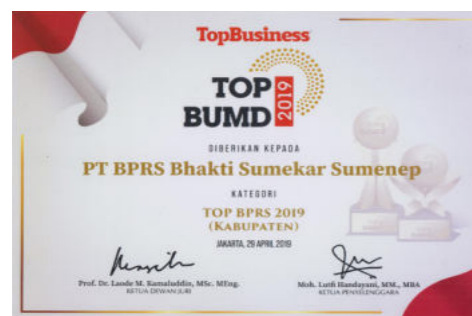 TopBusiness
TOP
BUMD
2019
DIBERIKAN KEPADA
PT BPRS Bhakti Sumekar Sumenep
KATEGORI
TOP BPRS 2019
(KABUPATEN)
JAKARTA, 29 APRIL 2019
Prof. Dr. Laode M. Kamaluddin, MSc. MEng.
KETUA DEWAN JURI
Moh. Lutfi Handayani, MM., MBA
KETUA PENYELENGGARA